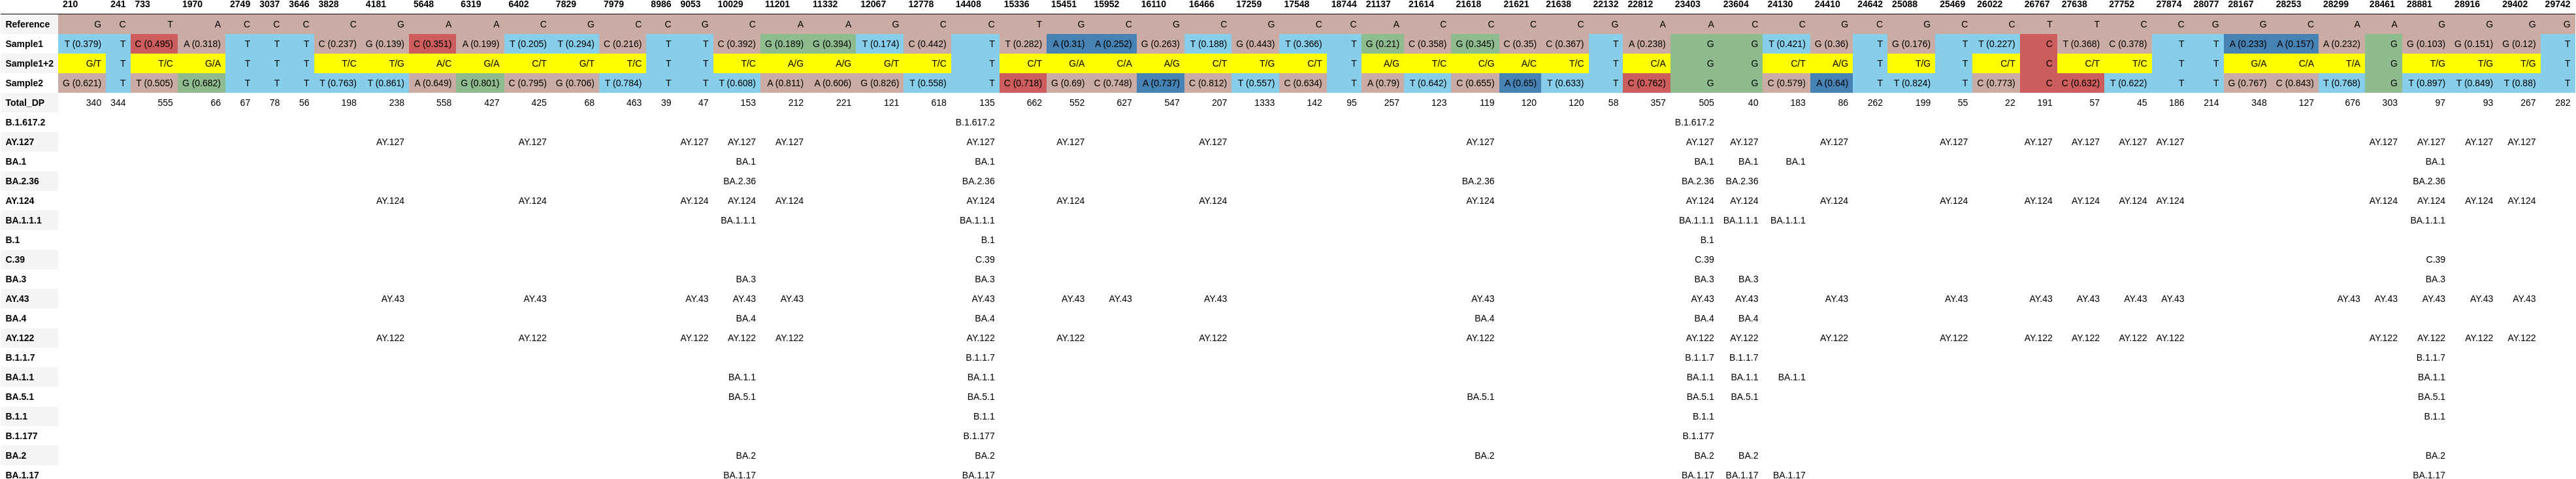 210 241 733 1970 2749 3037 3646 3828 4181 5648 6319 6402 7829 7979 8986 9053 10029 11201 11332 12067 12778 14408 15336 15451 15952 16110 16466 17259 17548 18744 21137 21614 21618 21621 21638 22132 22812 23403 23604 24130 24410 24642 25088 25469 26022 26767 27638 27752 27874 28077 28167 28253 28299 28461 28881 28916 29402 29742
Reference G C T A C C C C G A A C G C C G C A A G C C T G C G C G C C A C C C C G A A C C G C G C C T T C C G G C A A G G G G
Sample1 T (0.379) T C (0.495) A (0.318) T T T C (0.237) G (0.139) C (0.351) A (0.199) T (0.205) T (0.294) C (0.216) T T C (0.392) G (0.189) G (0.394) T (0.174) C (0.442) T T (0.282) A (0.31) A (0.252) G (0.263) T (0.188) G (0.443) T (0.366) T G (0.21) C (0.358) G (0.345) C (0.35) C (0.367) T A (0.238) G G T (0.421) G (0.36) T G (0.176) T T (0.227) C T (0.368) C (0.378) T T A (0.233) A (0.157) A (0.232) G G (0.103) G (0.151) G (0.12) T
Sample1+2 G/T T T/C G/A T T T T/C T/G A/C G/A C/T G/T T/C T T T/C A/G A/G G/T T/C T C/T G/A C/A A/G C/T T/G C/T T A/G T/C C/G A/C T/C T C/A G G C/T A/G T T/G T C/T C C/T T/C T T G/A C/A T/A G T/G T/G T/G T
Sample2 G (0.621) T T (0.505) G (0.682) T T T T (0.763) T (0.861) A (0.649) G (0.801) C (0.795) G (0.706) T (0.784) T T T (0.608) A (0.811) A (0.606) G (0.826) T (0.558) T C (0.718) G (0.69) C (0.748) A (0.737) C (0.812) T (0.557) C (0.634) T A (0.79) T (0.642) C (0.655) A (0.65) T (0.633) T C (0.762) G G C (0.579) A (0.64) T T (0.824) T C (0.773) C C (0.632) T (0.622) T T G (0.767) C (0.843) T (0.768) G T (0.897) T (0.849) T (0.88) T
Total_DP 340 344 555 66 67 78 56 198 238 558 427 425 68 463 39 47 153 212 221 121 618 135 662 552 627 547 207 1333 142 95 257 123 119 120 120 58 357 505 40 183 86 262 199 55 22 191 57 45 186 214 348 127 676 303 97 93 267 282
B.1.617.2 B.1.617.2 B.1.617.2
AY.127 AY.127 AY.127 AY.127 AY.127 AY.127 AY.127 AY.127 AY.127 AY.127 AY.127 AY.127 AY.127 AY.127 AY.127 AY.127 AY.127 AY.127 AY.127 AY.127 AY.127 AY.127
BA.1 BA.1 BA.1 BA.1 BA.1 BA.1 BA.1
BA.2.36 BA.2.36 BA.2.36 BA.2.36 BA.2.36 BA.2.36 BA.2.36
AY.124 AY.124 AY.124 AY.124 AY.124 AY.124 AY.124 AY.124 AY.124 AY.124 AY.124 AY.124 AY.124 AY.124 AY.124 AY.124 AY.124 AY.124 AY.124 AY.124 AY.124 AY.124
BA.1.1.1 BA.1.1.1 BA.1.1.1 BA.1.1.1 BA.1.1.1 BA.1.1.1 BA.1.1.1
B.1 B.1 B.1
C.39 C.39 C.39 C.39
BA.3 BA.3 BA.3 BA.3 BA.3 BA.3
AY.43 AY.43 AY.43 AY.43 AY.43 AY.43 AY.43 AY.43 AY.43 AY.43 AY.43 AY.43 AY.43 AY.43 AY.43 AY.43 AY.43 AY.43 AY.43 AY.43 AY.43 AY.43 AY.43 AY.43
BA.4 BA.4 BA.4 BA.4 BA.4 BA.4 BA.4
AY.122 AY.122 AY.122 AY.122 AY.122 AY.122 AY.122 AY.122 AY.122 AY.122 AY.122 AY.122 AY.122 AY.122 AY.122 AY.122 AY.122 AY.122 AY.122 AY.122 AY.122 AY.122
B.1.1.7 B.1.1.7 B.1.1.7 B.1.1.7 B.1.1.7
BA.1.1 BA.1.1 BA.1.1 BA.1.1 BA.1.1 BA.1.1 BA.1.1
BA.5.1 BA.5.1 BA.5.1 BA.5.1 BA.5.1 BA.5.1 BA.5.1
B.1.1 B.1.1 B.1.1 B.1.1
B.1.177 B.1.177 B.1.177
BA.2 BA.2 BA.2 BA.2 BA.2 BA.2 BA.2
BA.1.17 BA.1.17 BA.1.17 BA.1.17 BA.1.17 BA.1.17 BA.1.17